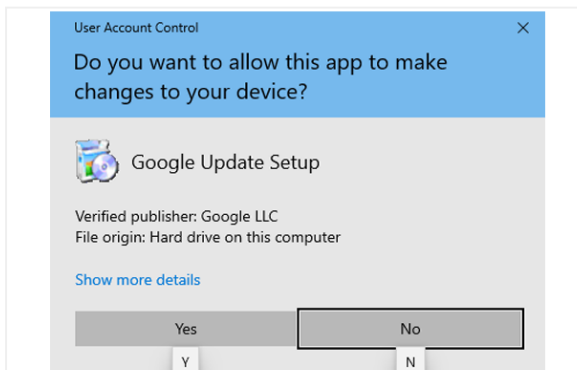 User Account Control
Do you want to allow this app to make
changes to your device?
Google Update Setup
Verified publisher: Google LLC
File origin: Hard drive on this computer
Show more details
Yes No
Y N